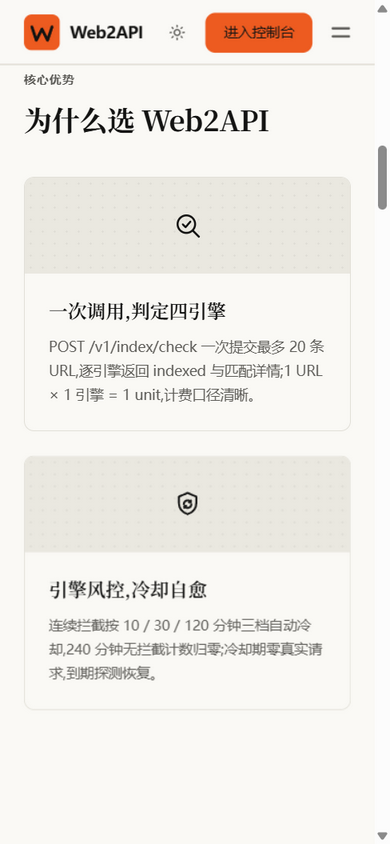 Web2API
进入控制台
核心优势
为什么选 Web2API
一次调用,判定四引擎
POST /v1/index/check 一次提交最多 20 条
URL,逐引擎返回 indexed 与匹配详情;1 URL
× 1 引擎 = 1 unit,计费口径清晰。
引擎风控,冷却自愈
连续拦截按 10 / 30 / 120 分钟三档自动冷
却,240 分钟无拦截计数归零;冷却期零真实请
求,到期探测恢复。